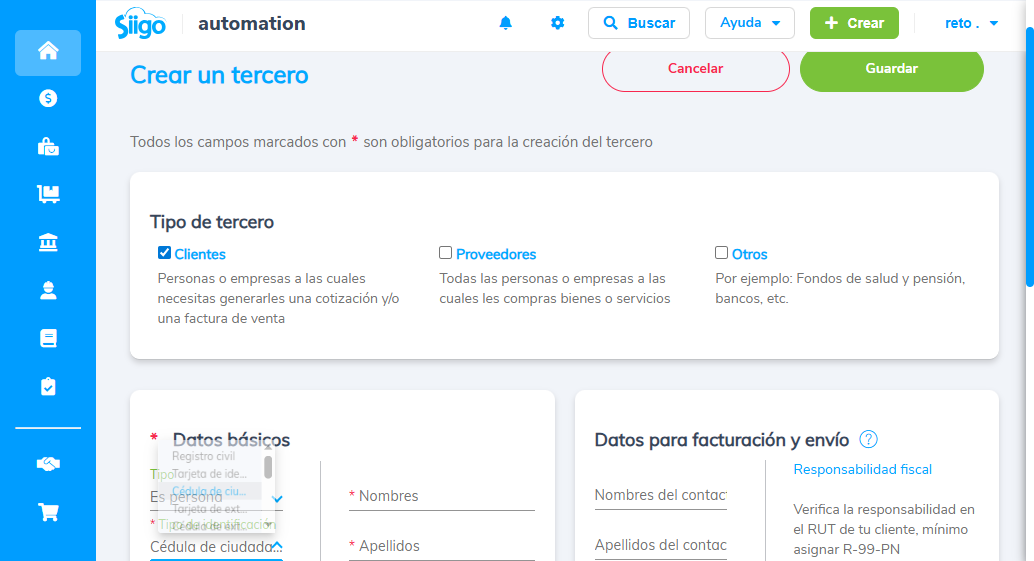 Siigo
automation
Buscar
Ayuda
Crear
reto .
Crear un tercero
Cancelar
Guardar
Todos los campos marcados con * son obligatorios para la creación del tercero
Tipo de tercero
Clientes
Personas o empresas a las cuales
necesitas generarles una cotización y/o
una factura de venta
Proveedores
Todas las personas o empresas a las
cuales les compras bienes o servicios
Otros
Por ejemplo: Fondos de salud y pensión,
bancos, etc.
* Datos básicos
Registro civil
Tipo
Tarjeta de ide...
Cédula de ciu...
Es persona
Tarjeta de ext...
* Tipo de identificación
Cédula de ext...
Cédula de ciudada...
* Nombres
* Apellidos
Datos para facturación y envío ?
Nombres del contac
Apellidos del contac
Responsabilidad fiscal
Verifica la responsabilidad en
el RUT de tu cliente, mínimo
asignar R-99-PN